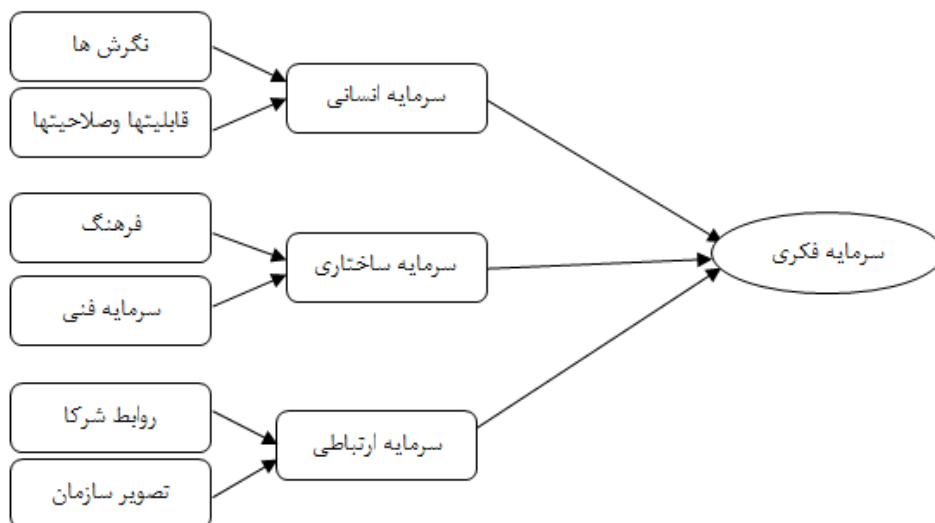 نگرش ها
سرمایه انسانی
قابلیتها وصلاحیتها
فرهنگ
سرمایه فکری
سرمایه ساختاری
سرمایه فنی
روابط شرکا
سرمایه ارتباطی
تصویر سازمان